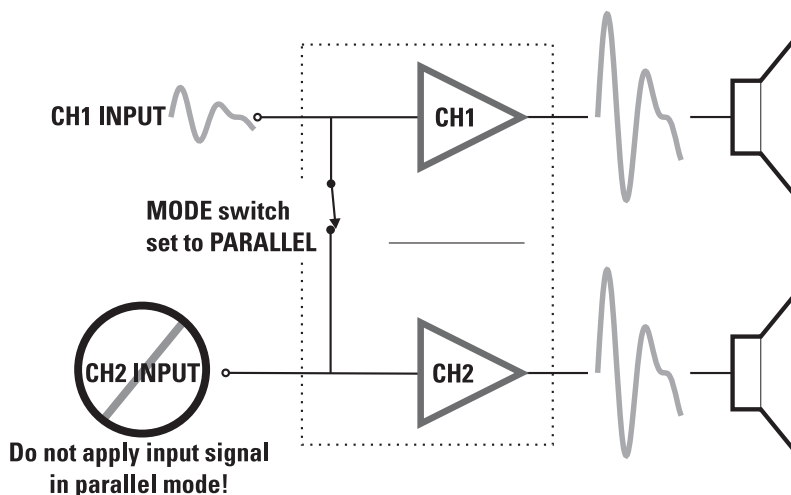 CH1 INPUT
CH1
MODE switch
set to PARALLEL
CH2 INPUT
CH2
Do not apply input signal
in parallel mode!